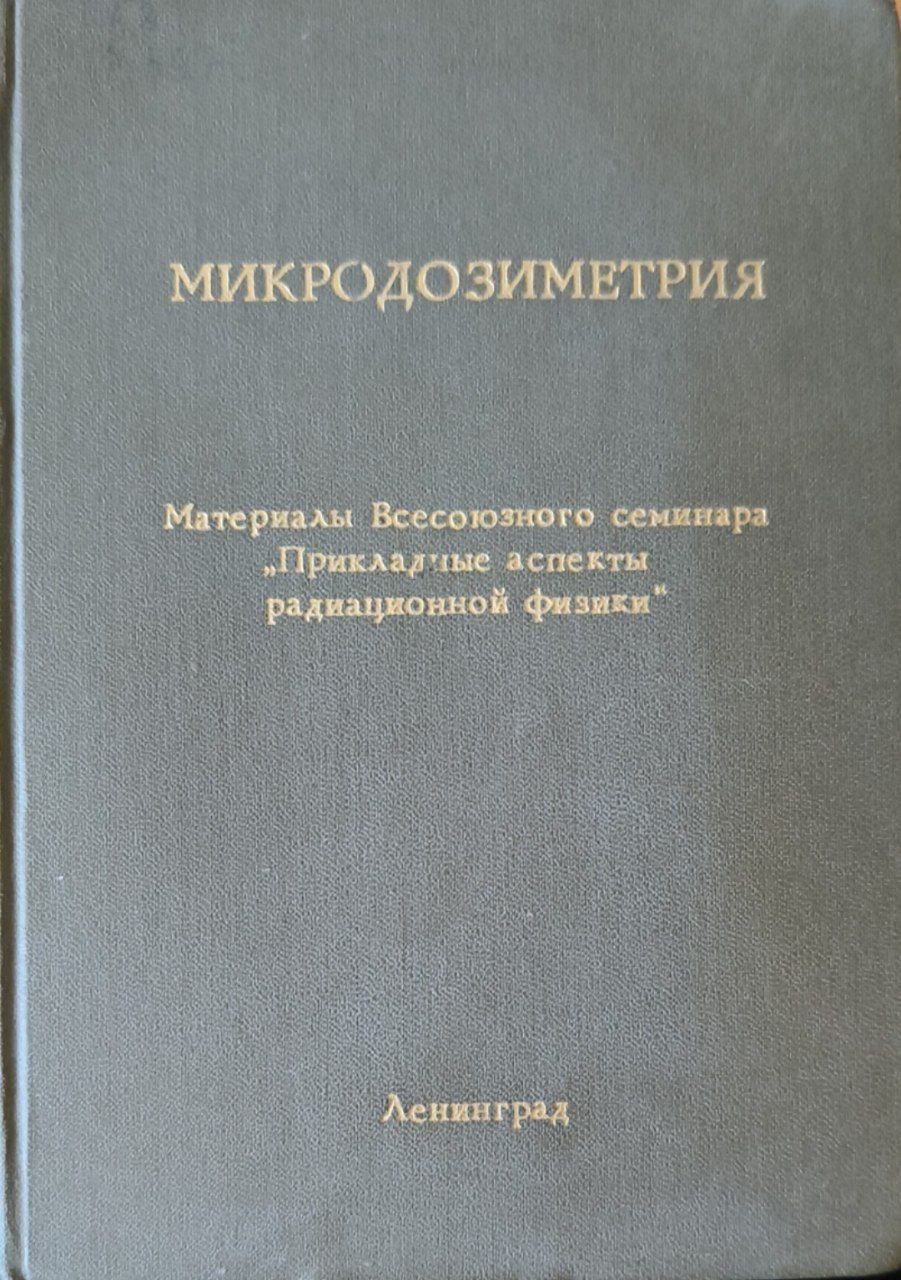 МИКРОДОЗИМЕТРИЯ
Материалы Всесоюзного семинара
„Прикладные аспекты
радиационной физики“
Ленинград